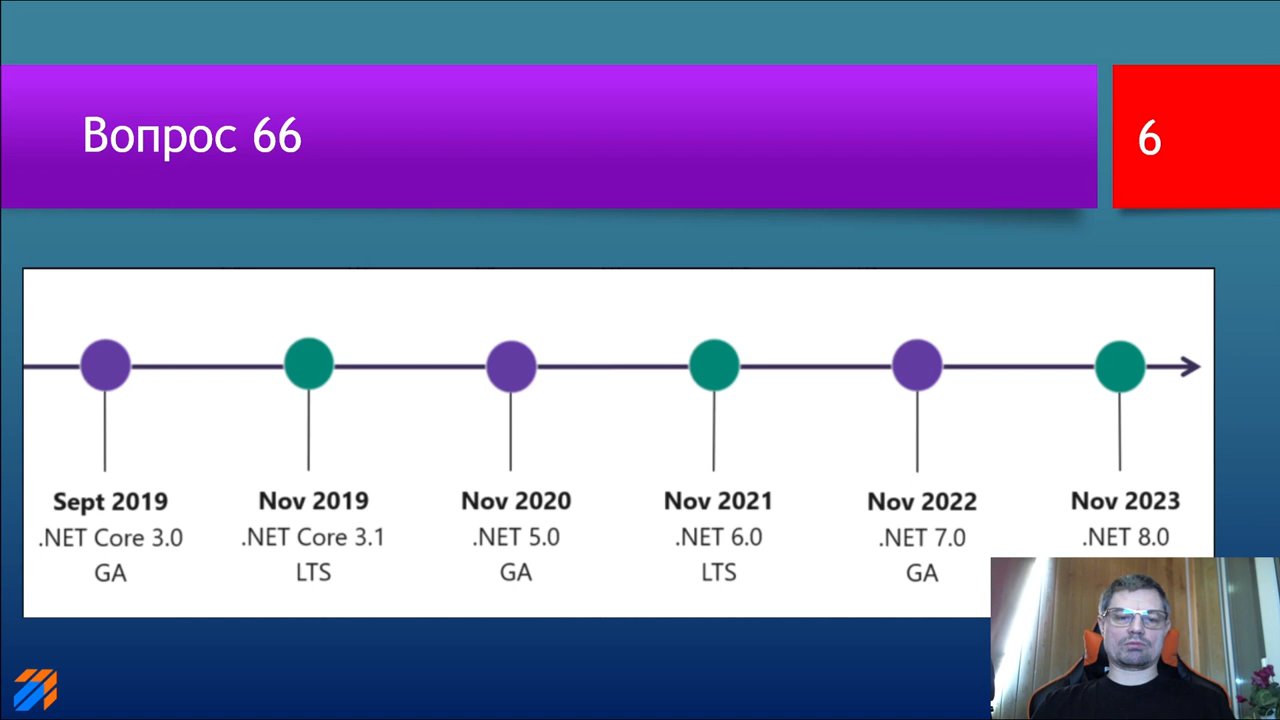 Вопрос 66
6
Sept 2019
.NET Core 3.0
GA
Nov 2019
.NET Core 3.1
LTS
Nov 2020
.NET 5.0
GA
Nov 2021
.NET 6.0
LTS
Nov 2022
.NET 7.0
GA
Nov 2023
.NET 8.0